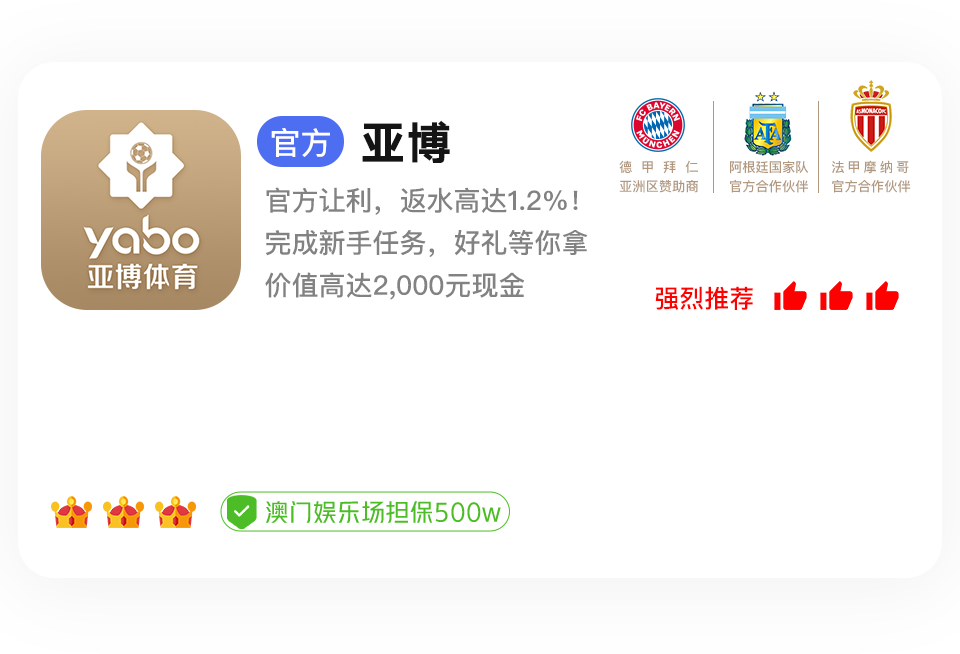 yabo
亚博体育
官方 亚博
官方让利，返水高达1.2%！
完成新手任务，好礼等你拿
价值高达2,000元现金
FC BAYERN
MÜNCHEN
德甲拜仁
亚洲区赞助商
AFA
阿根廷国家队
官方合作伙伴
AS MONACO FC
法甲摩纳哥
官方合作伙伴
强烈推荐
澳门娱乐场担保500w